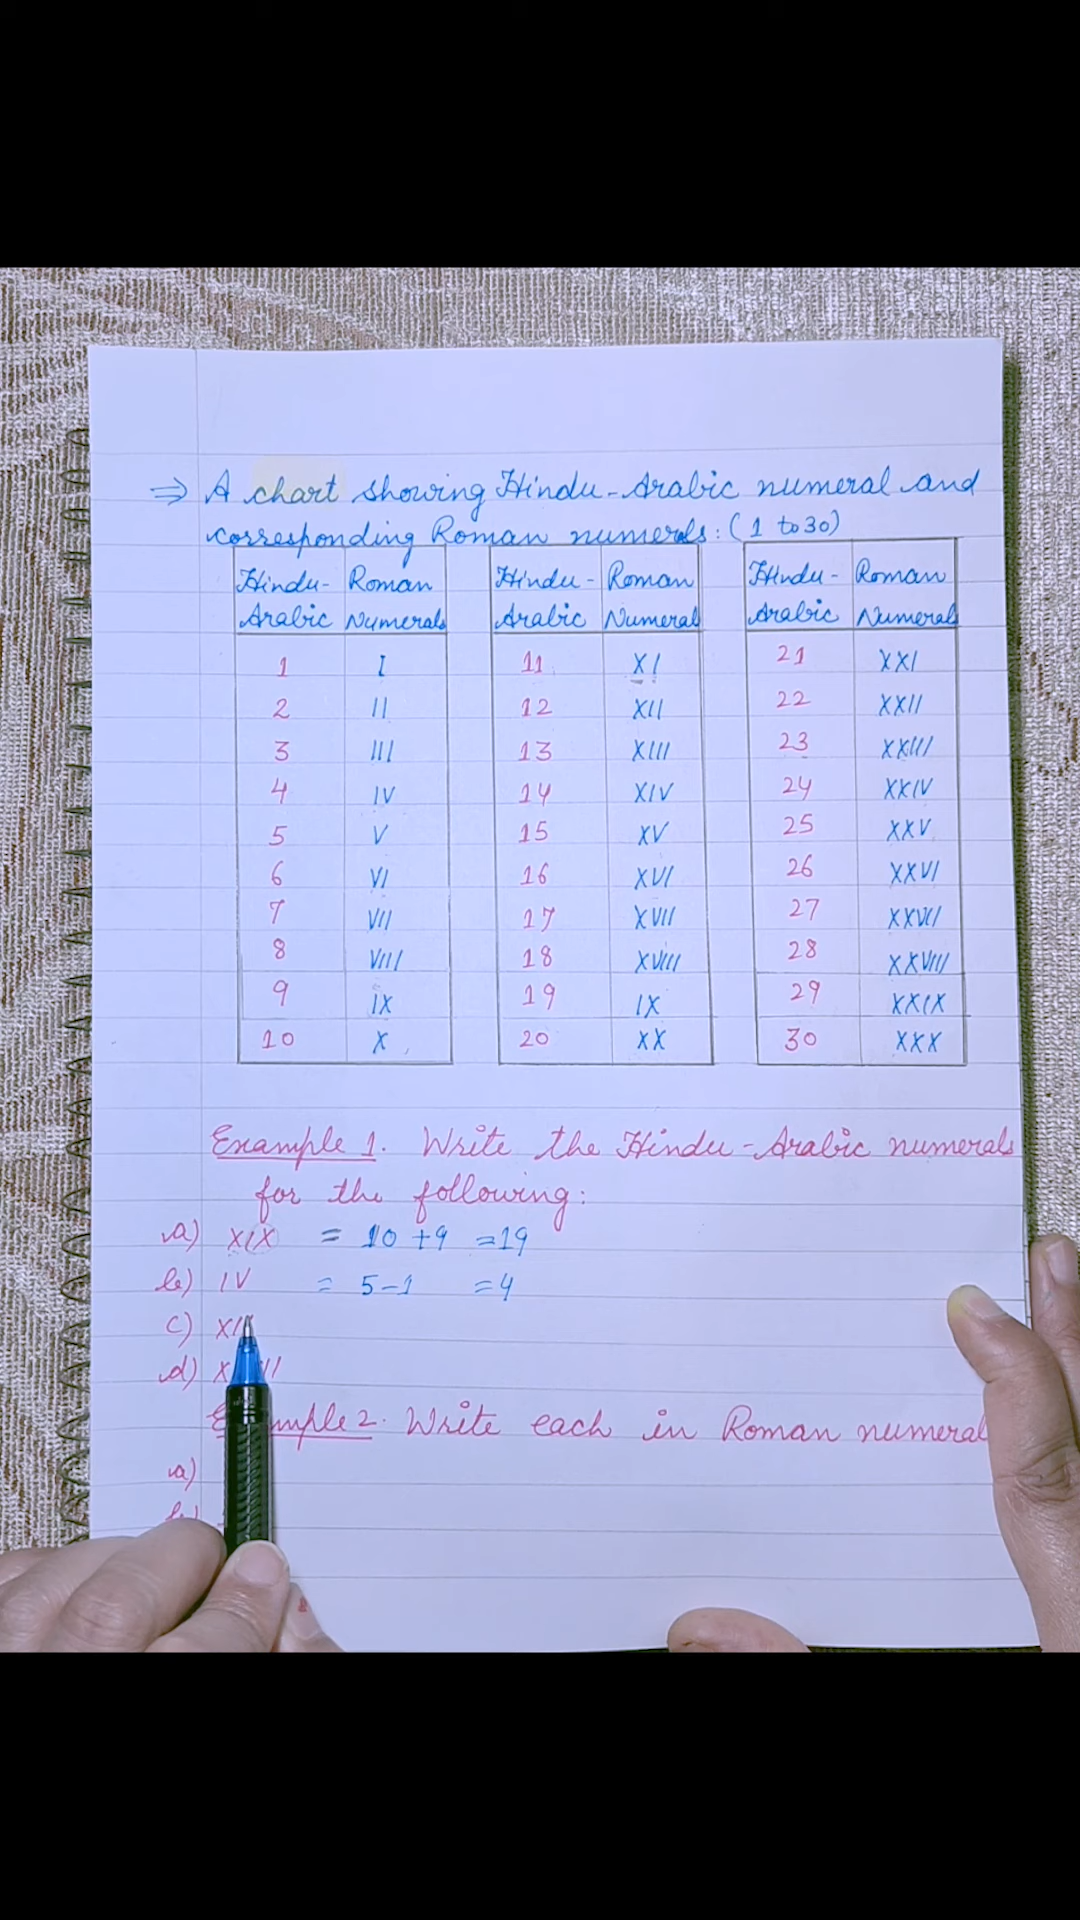 ⇒ A chart showing Hindu-Arabic numeral and
corresponding Roman numerls: (1 to 30)
Hindu-Arabic Roman Numerals Hindu-Arabic Roman Numeral Hindu-Arabic Roman Numeral
1 I 11 XI 21 XXI
2 II 12 XII 22 XXII
3 III 13 XIII 23 XXIII
4 IV 14 XIV 24 XXIV
5 V 15 XV 25 XXV
6 VI 16 XVI 26 XXVI
7 VII 17 XVII 27 XXVII
8 VIII 18 XVIII 28 XXVIII
9 IX 19 IX 29 XXIX
10 X 20 XX 30 XXX
Example 1. Write the Hindu-Arabic numerals
for the following:
a) XIX = 10 + 9 = 19
b) IV = 5 - 1 = 4
c)
d)
2. Write each in Roman numeral
a)